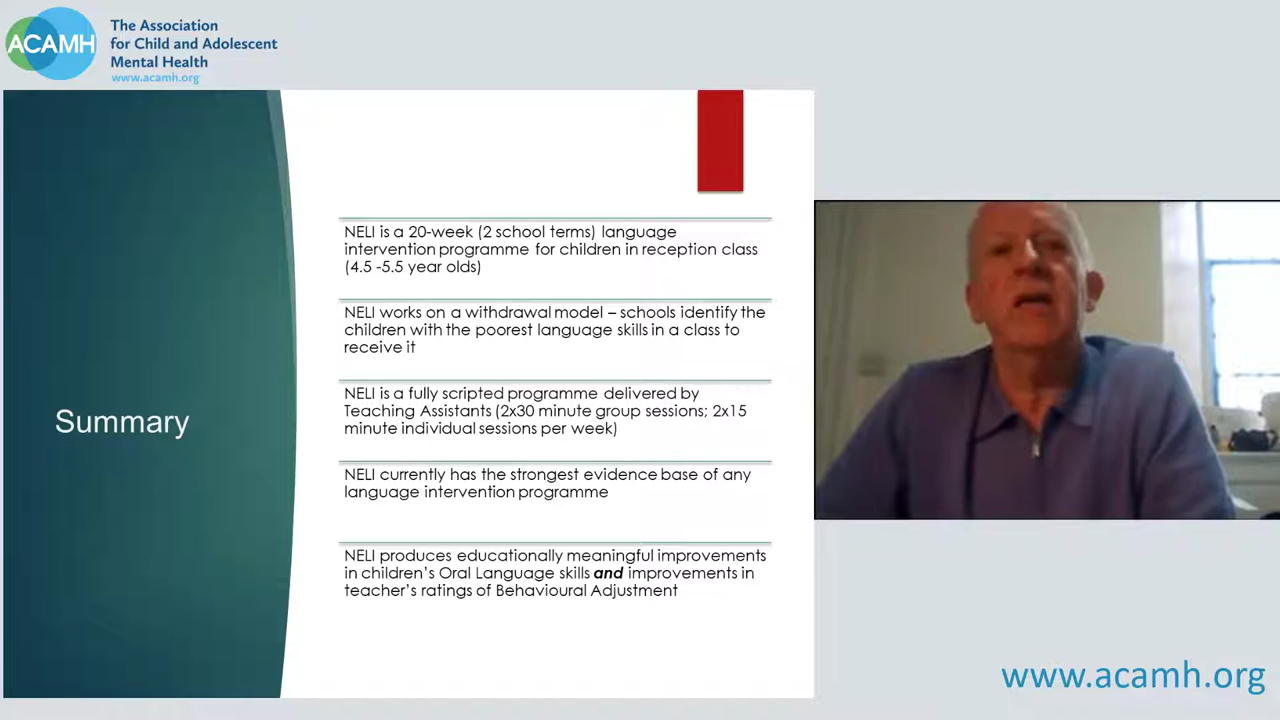 ACAMH
The Association
for Child and Adolescent
Mental Health
www.acamh.org
Summary
NELI is a 20-week (2 school terms) language
intervention programme for children in reception class
(4.5 -5.5 year olds)
NELI works on a withdrawal model – schools identify the
children with the poorest language skills in a class to
receive it
NELI is a fully scripted programme delivered by
Teaching Assistants (2x30 minute group sessions; 2x15
minute individual sessions per week)
NELI currently has the strongest evidence base of any
language intervention programme
NELI produces educationally meaningful improvements
in children’s Oral Language skills and improvements in
teacher’s ratings of Behavioural Adjustment
www.acamh.org